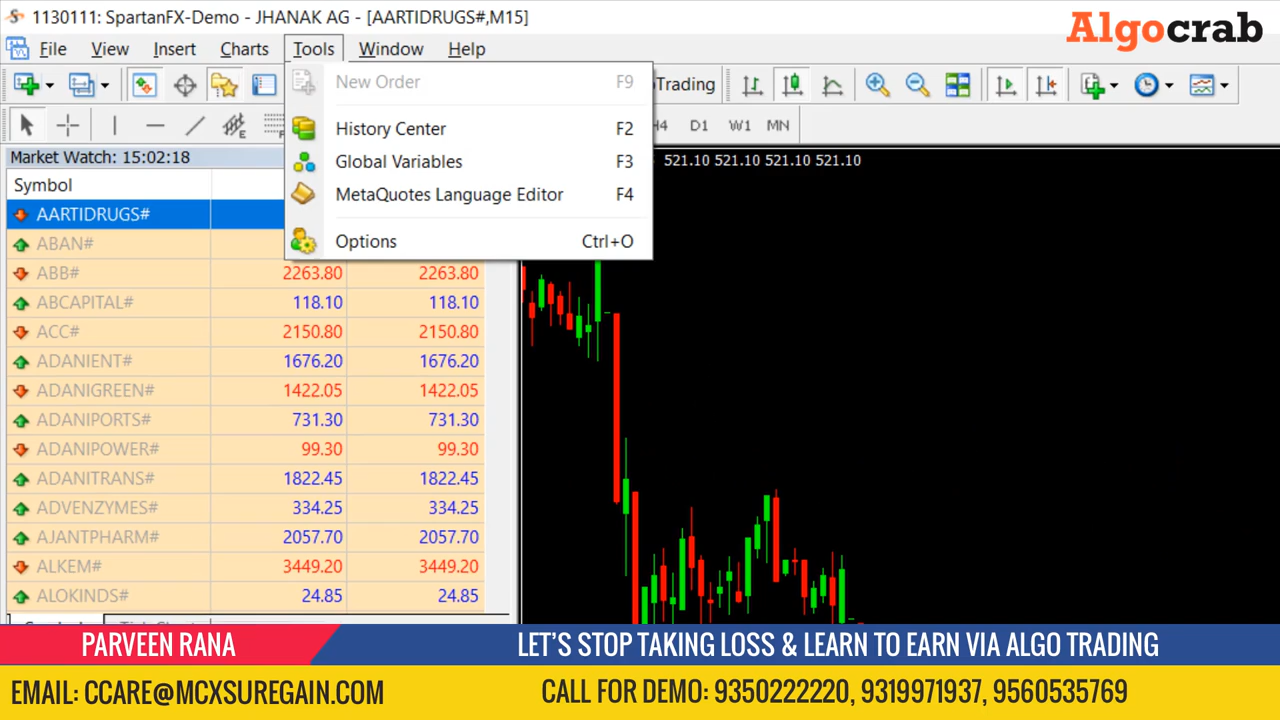 1130111: SpartanFX-Demo - JHANAK AG - [AARTIDRUGS#,M15]
Algocrab
File View Insert Charts Tools Window Help
New Order F9
Trading
History Center F2
H4 D1 W1 MN
Market Watch: 15:02:18
Global Variables F3
521.10 521.10 521.10 521.10
Symbol
MetaQuotes Language Editor F4
AARTIDRUGS#
Options Ctrl+O
ABAN#
ABB# 2263.80 2263.80
ABCAPITAL# 118.10 118.10
ACC# 2150.80 2150.80
ADANIENT# 1676.20 1676.20
ADANIGREEN# 1422.05 1422.05
ADANIPORTS# 731.30 731.30
ADANIPOWER# 99.30 99.30
ADANITRANS# 1822.45 1822.45
ADVENZYMES# 334.25 334.25
AJANTPHARM# 2057.70 2057.70
ALKEM# 3449.20 3449.20
ALOKINDS# 24.85 24.85
PARVEEN RANA
LET'S STOP TAKING LOSS & LEARN TO EARN VIA ALGO TRADING
EMAIL: CCARE@MCXSUREGAIN.COM
CALL FOR DEMO: 9350222220, 9319971937, 9560535769